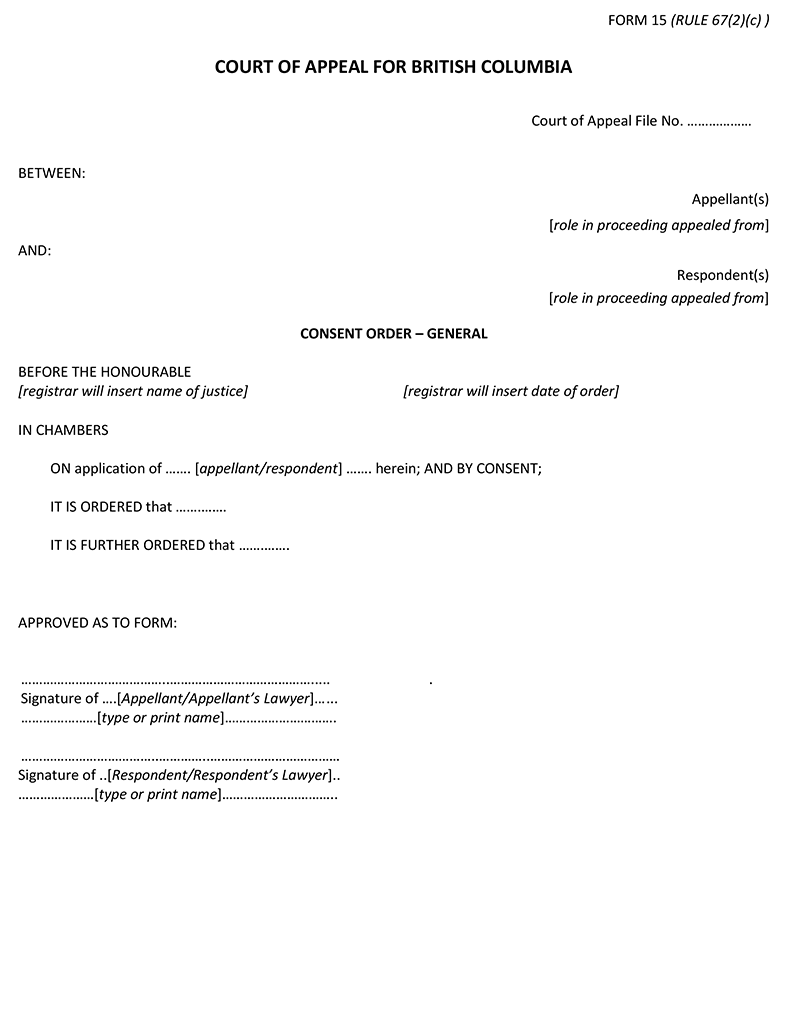 FORM 15 (RULE 67(2)(c) )
COURT OF APPEAL FOR BRITISH COLUMBIA
Court of Appeal File No. ………………
BETWEEN:
Appellant(s)
[role in proceeding appealed from]
AND:
Respondent(s)
[role in proceeding appealed from]
CONSENT ORDER – GENERAL
BEFORE THE HONOURABLE
[registrar will insert name of justice] [registrar will insert date of order]
IN CHAMBERS
ON application of ……. [appellant/respondent] ……. herein; AND BY CONSENT;
IT IS ORDERED that …………..
IT IS FURTHER ORDERED that …………..
APPROVED AS TO FORM:
…………………………………………………………………….... .
Signature of ….[Appellant/Appellant’s Lawyer]…...
…………………[type or print name]………………………….
………………………………………………………………………
Signature of ..[Respondent/Respondent’s Lawyer]..
…………………[type or print name]…………………………..